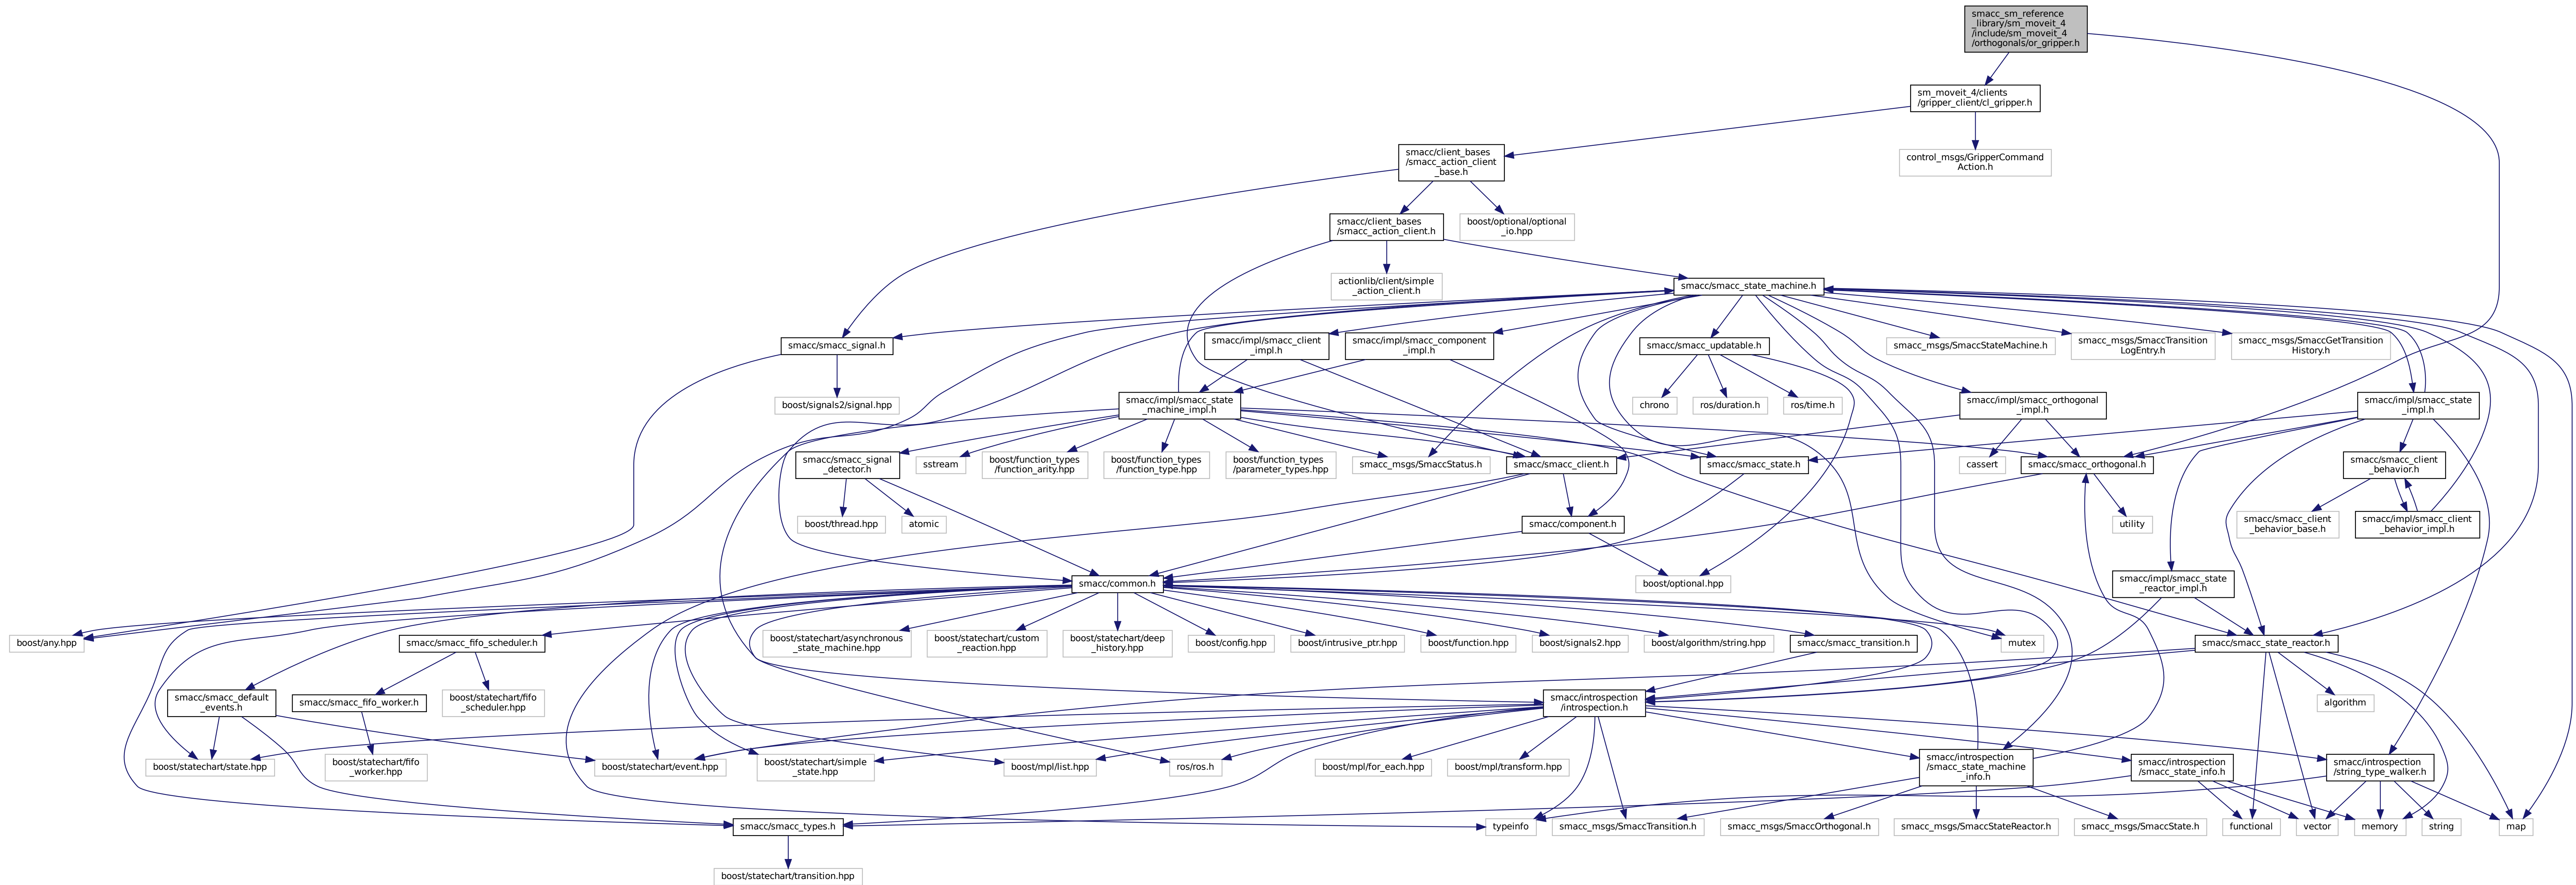 smacc_sm_reference
_library/sm_moveit_4
/include/sm_moveit_4
/orthogonals/or_gripper.h
sm_moveit_4/clients
/gripper_client/cl_gripper.h
smacc/client_bases
/smacc_action_client
_base.h
control_msgs/GripperCommand
Action.h
smacc/client_bases
/smacc_action_client.h
boost/optional/optional
_io.hpp
actionlib/client/simple
_action_client.h
smacc/smacc_state_machine.h
smacc/smacc_signal.h
smacc/impl/smacc_client
_impl.h
smacc/impl/smacc_component
_impl.h
smacc/smacc_updatable.h
smacc_msgs/SmaccStateMachine.h
smacc_msgs/SmaccTransition
LogEntry.h
smacc_msgs/SmaccGetTransition
History.h
boost/signals2/signal.hpp
smacc/impl/smacc_state
_machine_impl.h
chrono
ros/duration.h
ros/time.h
smacc/impl/smacc_orthogonal
_impl.h
smacc/impl/smacc_state
_impl.h
smacc/smacc_signal
_detector.h
sstream
boost/function_types
/function_arity.hpp
boost/function_types
/function_type.hpp
boost/function_types
/parameter_types.hpp
smacc_msgs/SmaccStatus.h
smacc/smacc_client.h
smacc/smacc_state.h
cassert
smacc/smacc_orthogonal.h
smacc/smacc_client
_behavior.h
boost/thread.hpp
atomic
smacc/component.h
utility
smacc/smacc_client
_behavior_base.h
smacc/impl/smacc_client
_behavior_impl.h
smacc/common.h
boost/optional.hpp
smacc/impl/smacc_state
_reactor_impl.h
boost/any.hpp
smacc/smacc_fifo_scheduler.h
boost/statechart/asynchronous
_state_machine.hpp
boost/statechart/custom
_reaction.hpp
boost/statechart/deep
_history.hpp
boost/config.hpp
boost/intrusive_ptr.hpp
boost/function.hpp
boost/signals2.hpp
boost/algorithm/string.hpp
smacc/smacc_transition.h
mutex
smacc/smacc_state_reactor.h
smacc/smacc_default
_events.h
smacc/smacc_fifo_worker.h
boost/statechart/fifo
_scheduler.hpp
smacc/introspection
/introspection.h
algorithm
boost/statechart/state.hpp
boost/statechart/fifo
_worker.hpp
boost/statechart/event.hpp
boost/statechart/simple
_state.hpp
boost/mpl/list.hpp
ros/ros.h
boost/mpl/for_each.hpp
boost/mpl/transform.hpp
smacc/introspection
/smacc_state_machine
_info.h
smacc/introspection
/smacc_state_info.h
smacc/introspection
/string_type_walker.h
smacc/smacc_types.h
typeinfo
smacc_msgs/SmaccTransition.h
smacc_msgs/SmaccOrthogonal.h
smacc_msgs/SmaccStateReactor.h
smacc_msgs/SmaccState.h
functional
vector
memory
string
map
boost/statechart/transition.hpp